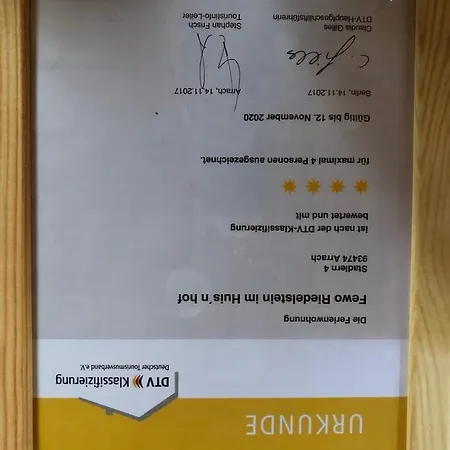 URKUNDE
DTV Klassifizierung
Deutscher Tourismusverband e.V.
Die Ferienwohnung
Fewo Riedelstein im Huis´n hof
Stadlern 4
93474 Arrach
ist nach der DTV-Klassifizierung
bewertet und mit
für maximal 4 Personen ausgezeichnet.
Gültig bis 12. November 2020
Berlin, 14.11.2017 Arrach, 14.11.2017
Claudia Gilles Stephan Frisch
DTV-Hauptgeschäftsführerin Touristinfo-Leiter